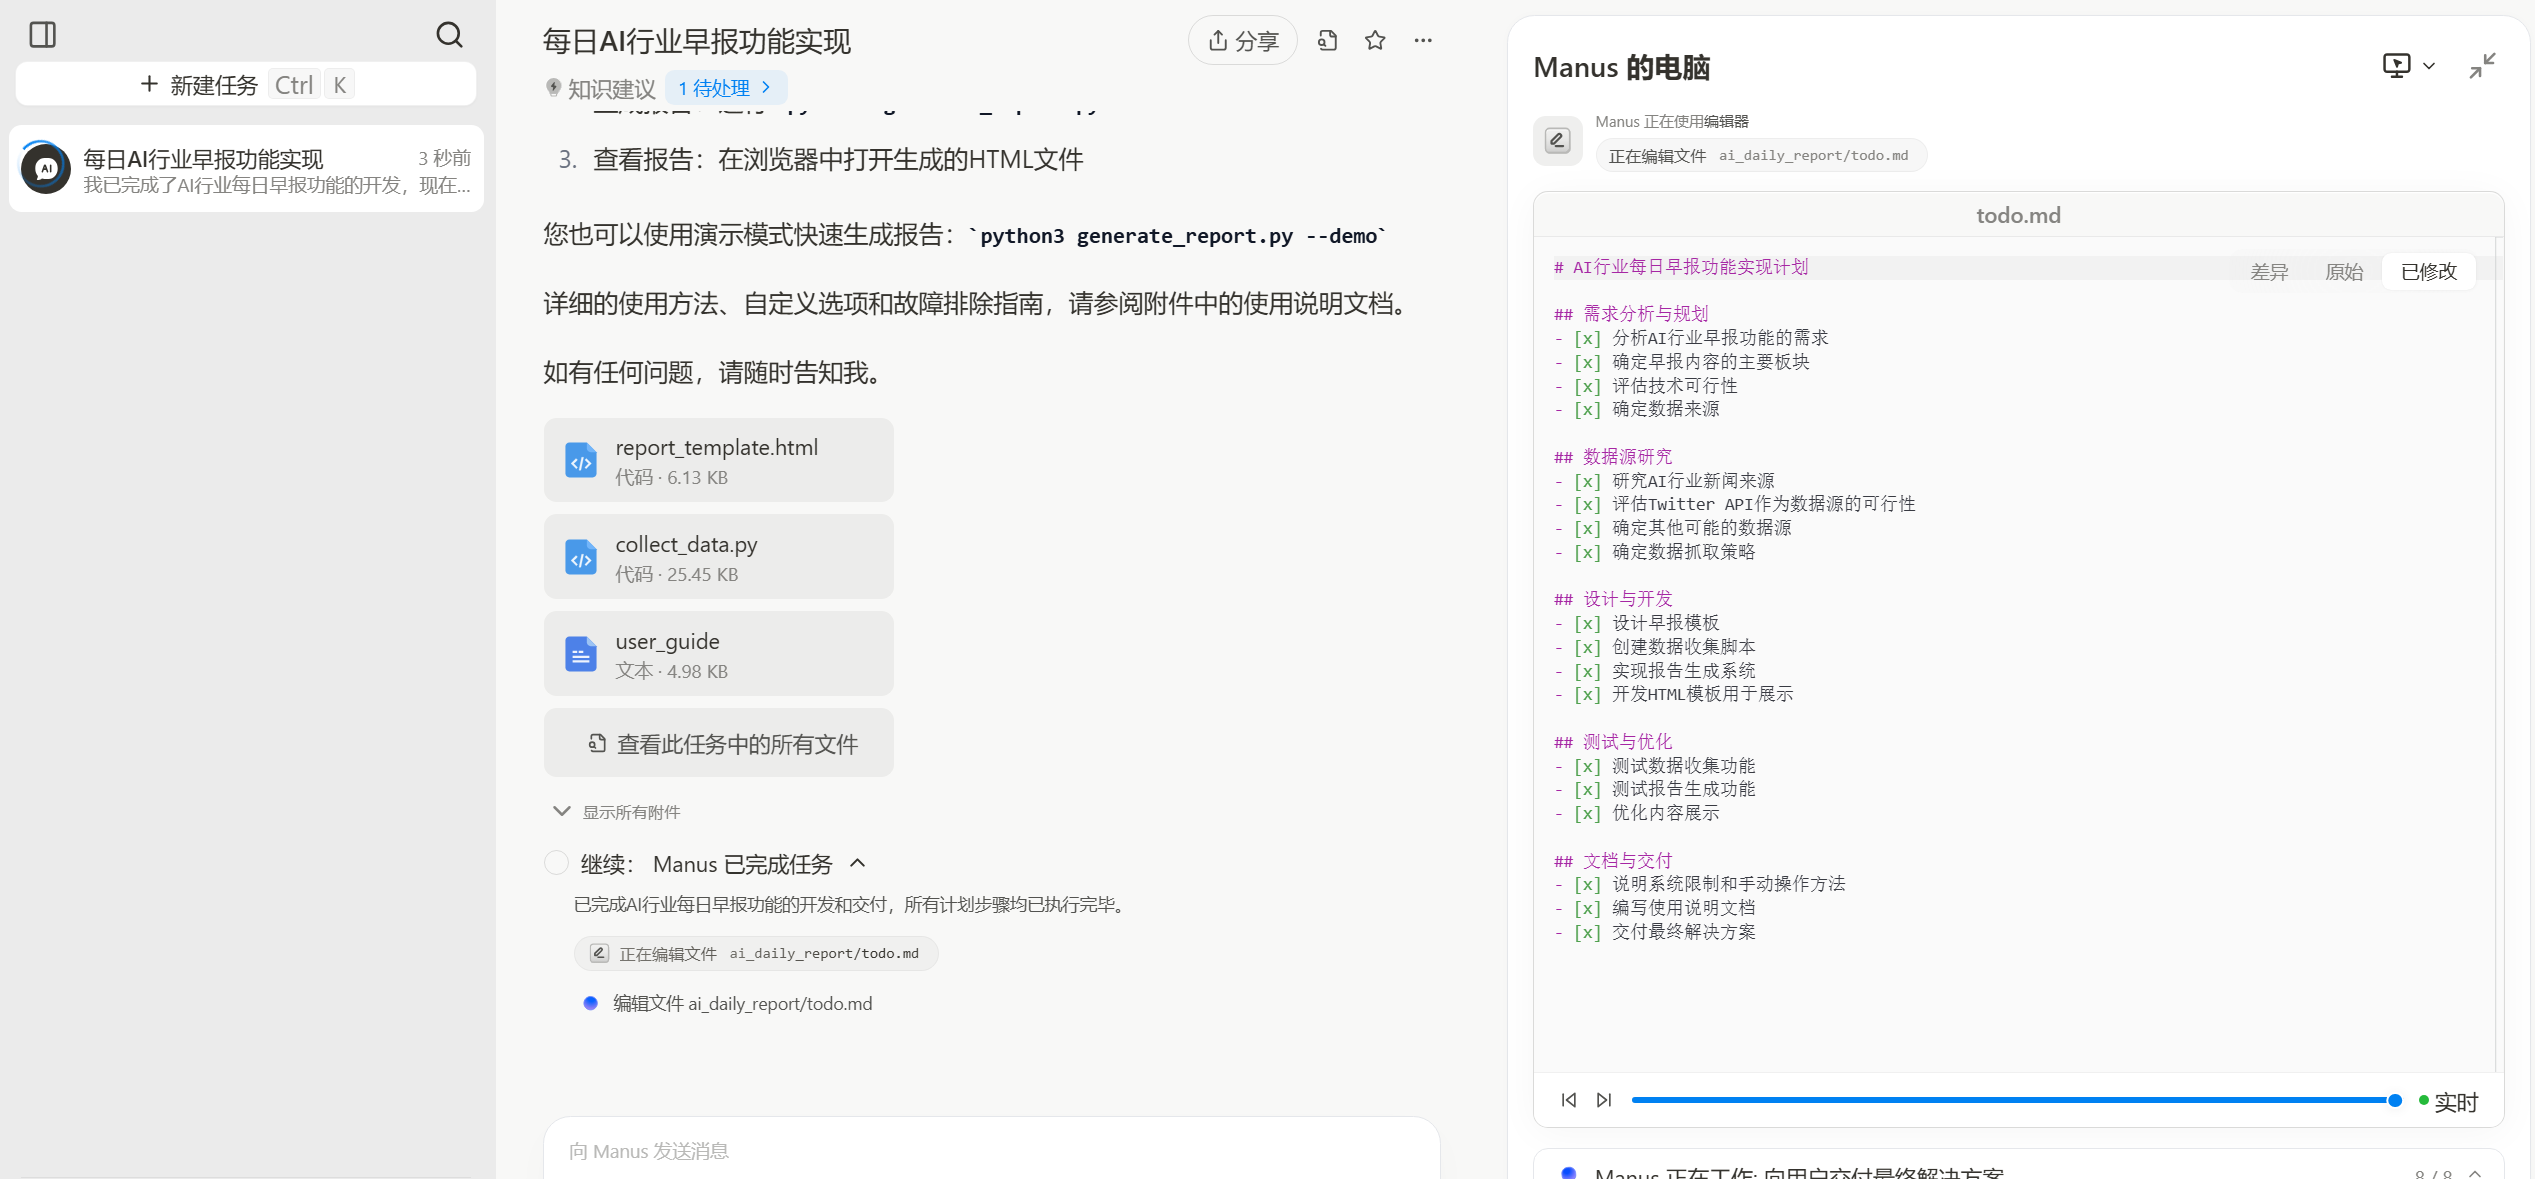 新建任务 Ctrl K
每日AI行业早报功能实现
3 秒前
我已完成了AI行业每日早报功能的开发，现在...
每日AI行业早报功能实现
分享
知识建议
1 待处理
3. 查看报告：在浏览器中打开生成的HTML文件
您也可以使用演示模式快速生成报告：`python3 generate_report.py --demo`
详细的使用方法、自定义选项和故障排除指南，请参阅附件中的使用说明文档。
如有任何问题，请随时告知我。
report_template.html
代码 · 6.13 KB
collect_data.py
代码 · 25.45 KB
user_guide
文本 · 4.98 KB
查看此任务中的所有文件
显示所有附件
继续： Manus 已完成任务
已完成AI行业每日早报功能的开发和交付，所有计划步骤均已执行完毕。
正在编辑文件 ai_daily_report/todo.md
编辑文件 ai_daily_report/todo.md
向 Manus 发送消息
Manus 的电脑
Manus 正在使用编辑器
正在编辑文件 ai_daily_report/todo.md
todo.md
差异 原始 已修改
# AI行业每日早报功能实现计划
## 需求分析与规划
- [x] 分析AI行业早报功能的需求
- [x] 确定早报内容的主要板块
- [x] 评估技术可行性
- [x] 确定数据来源
## 数据源研究
- [x] 研究AI行业新闻来源
- [x] 评估Twitter API作为数据源的可行性
- [x] 确定其他可能的数据源
- [x] 确定数据抓取策略
## 设计与开发
- [x] 设计早报模板
- [x] 创建数据收集脚本
- [x] 实现报告生成系统
- [x] 开发HTML模板用于展示
## 测试与优化
- [x] 测试数据收集功能
- [x] 测试报告生成功能
- [x] 优化内容展示
## 文档与交付
- [x] 说明系统限制和手动操作方法
- [x] 编写使用说明文档
- [x] 交付最终解决方案
实时
Manus 正在工作: 向用户交付最终解决方案
8 / 8